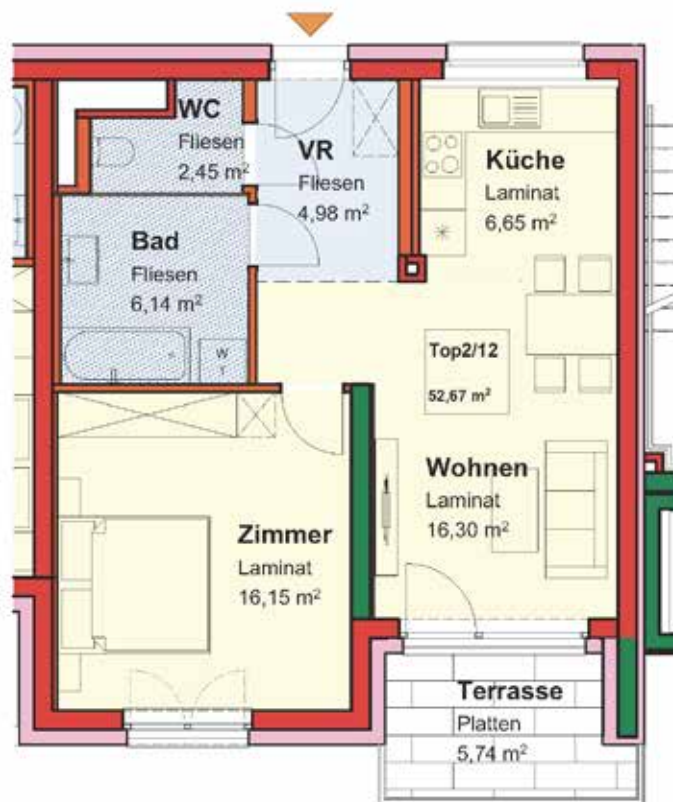 WC
Fliesen
2,45 m²
VR
Fliesen
4,98 m²
Küche
Laminat
6,65 m²
Bad
Fliesen
6,14 m²
W
T
Top2/12
52,67 m²
Wohnen
Laminat
16,30 m²
Zimmer
Laminat
16,15 m²
Terrasse
Platten
5,74 m²